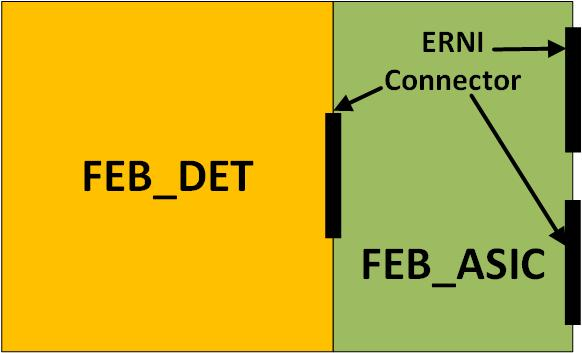 ERNI
Connector
FEB_DET
FEB_ASIC